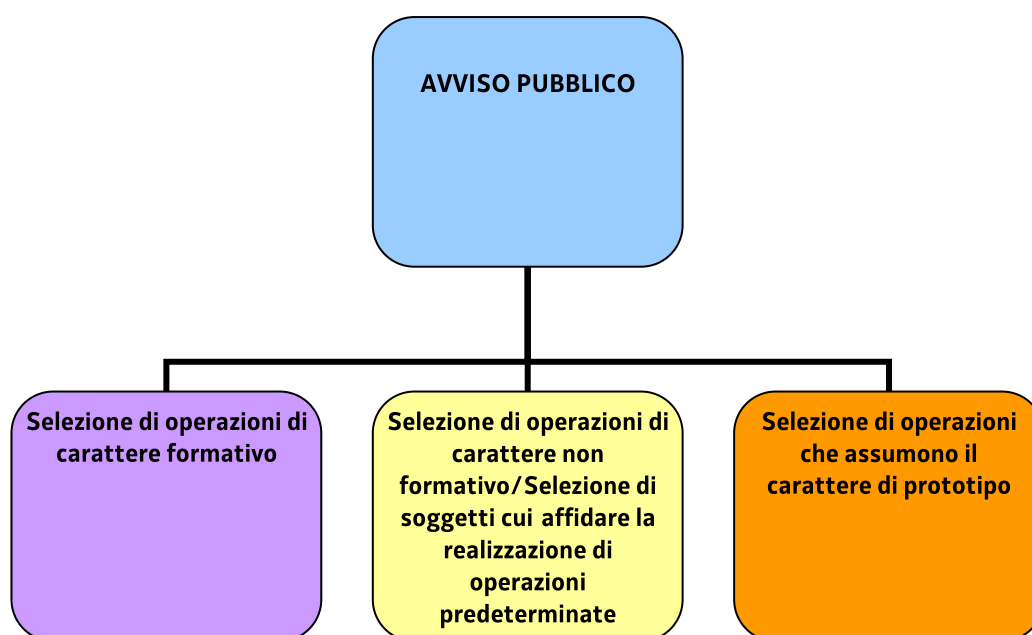 AVVISO PUBBLICO
Selezione di operazioni di
carattere formativo
Selezione di operazioni di
carattere non
formativo/Selezione di
soggetti cui affidare la
realizzazione di
operazioni
predeterminate
Selezione di operazioni
che assumono il
carattere di prototipo